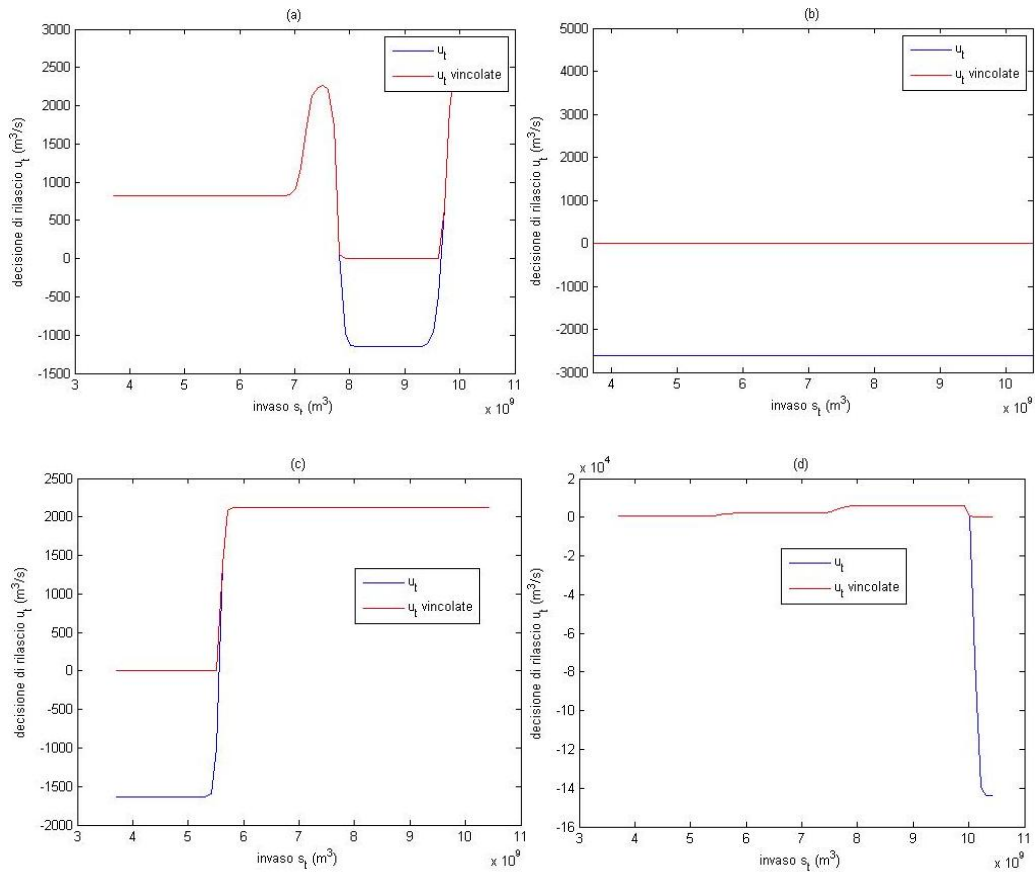 (a)
3000
2500
2000
1500
1000
500
0
-500
-1000
-1500
decisione di rilascio u_t (m^3/s)
u_t
u_t vincolate
3 4 5 6 7 8 9 10 11
invaso s_t (m^3)
x 10^9
(b)
5000
4000
3000
2000
1000
0
-1000
-2000
-3000
decisione di rilascio u_t (m^3/s)
u_t
u_t vincolate
4 5 6 7 8 9 10
invaso s_t (m^3)
x 10^9
(c)
2500
2000
1500
1000
500
0
-500
-1000
-1500
-2000
decisione di rilascio u_t (m^3/s)
u_t
u_t vincolate
3 4 5 6 7 8 9 10 11
invaso s_t (m^3)
x 10^9
(d)
x 10^4
2
0
-2
-4
-6
-8
-10
-12
-14
-16
decisione di rilascio u_t (m^3/s)
u_t
u_t vincolate
3 4 5 6 7 8 9 10 11
invaso s_t (m^3)
x 10^9